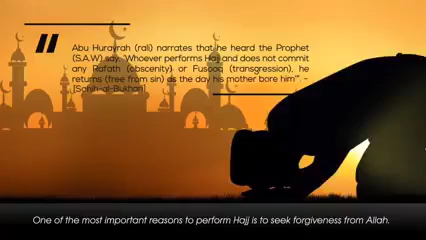 Abu Hurayrah (rali) narrates that he heard the Prophet
(S.A.W) say, "Whoever performs Hajj and does not commit
any Rafath (obscenity) or Fusooq (transgression), he
returns (free from sin) as the day his mother bore him"'. -
[Sahih-al-Bukhari]
One of the most important reasons to perform Hajj is to seek forgiveness from Allah.